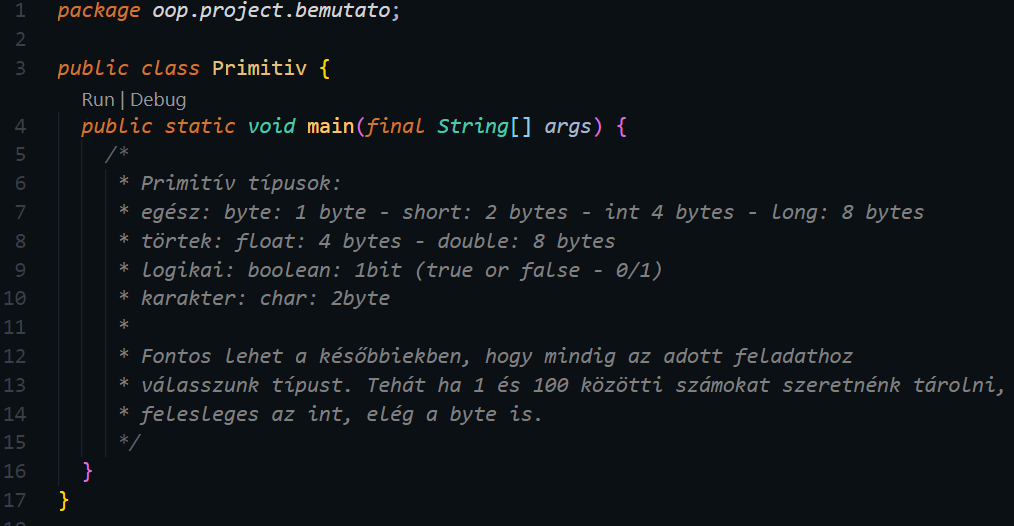 1 package oop.project.bemutato;
2
3 public class Primitiv {
Run | Debug
4 public static void main(final String[] args) {
5 /*
6 * Primitív típusok:
7 * egész: byte: 1 byte - short: 2 bytes - int 4 bytes - long: 8 bytes
8 * törtek: float: 4 bytes - double: 8 bytes
9 * logikai: boolean: 1bit (true or false - 0/1)
10 * karakter: char: 2byte
11 *
12 * Fontos lehet a későbbiekben, hogy mindig az adott feladathoz
13 * válasszunk típust. Tehát ha 1 és 100 közötti számokat szeretnénk tárolni,
14 * felesleges az int, elég a byte is.
15 */
16 }
17 }